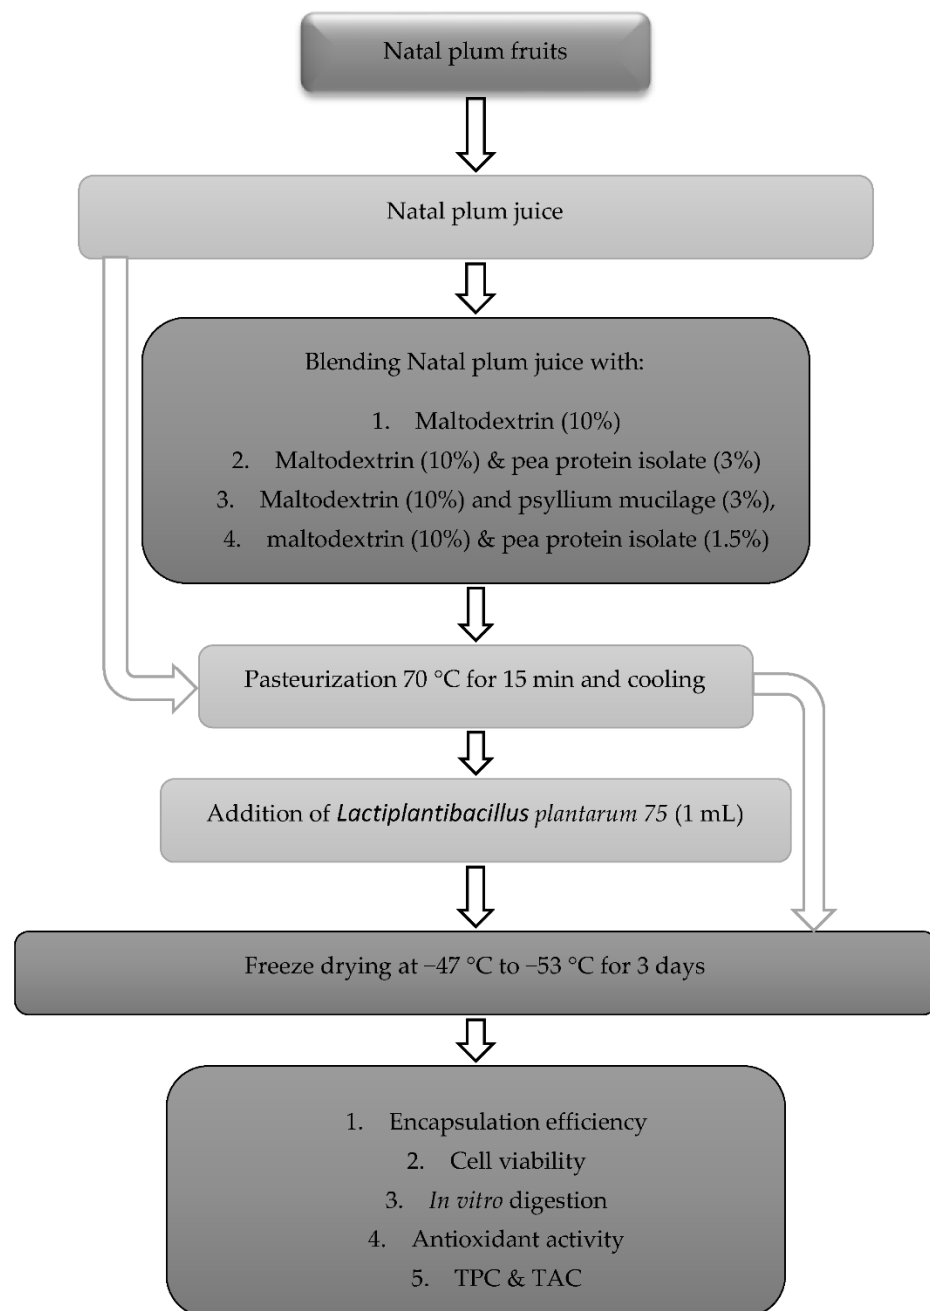 Natal plum fruits
Natal plum juice
Blending Natal plum juice with:
1. Maltodextrin (10%)
2. Maltodextrin (10%) & pea protein isolate (3%)
3. Maltodextrin (10%) and psyllium mucilage (3%),
4. maltodextrin (10%) & pea protein isolate (1.5%)
Pasteurization 70 °C for 15 min and cooling
Addition of Lactiplantibacillus plantarum 75 (1 mL)
Freeze drying at −47 °C to −53 °C for 3 days
1. Encapsulation efficiency
2. Cell viability
3. In vitro digestion
4. Antioxidant activity
5. TPC & TAC